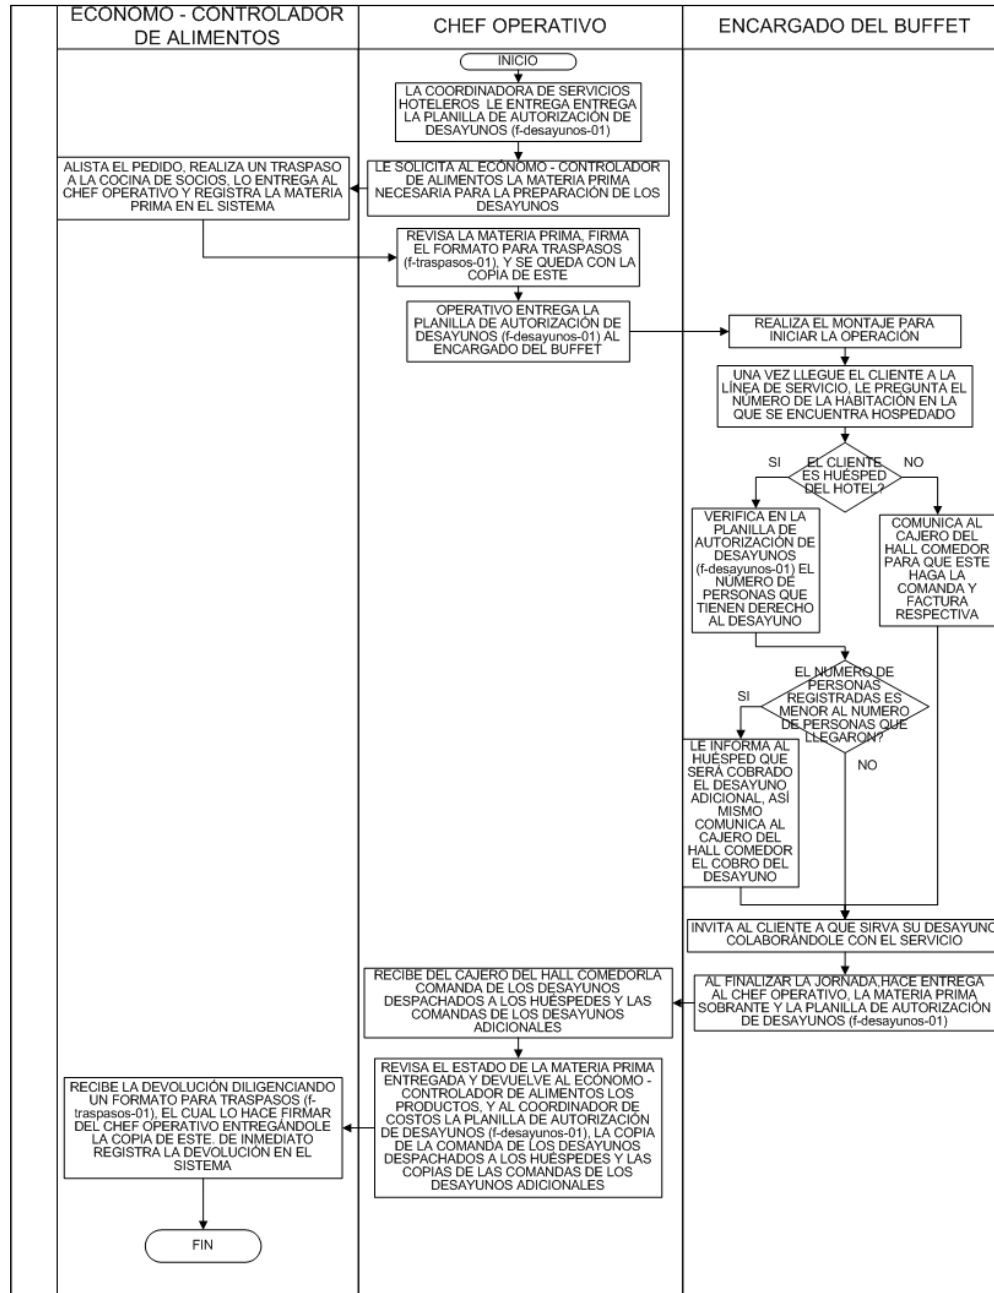 ECONOMO - CONTROLADOR
DE ALIMENTOS
CHEF OPERATIVO
ENCARGADO DEL BUFFET
INICIO
LA COORDINADORA DE SERVICIOS
HOTELEROS LE ENTREGA ENTREGA
LA PLANILLA DE AUTORIZACIÓN DE
DESAYUNOS (f-desayunos-01)
LE SOLICITA AL ECÓNOMO - CONTROLADOR
DE ALIMENTOS LA MATERIA PRIMA
NECESARIA PARA LA PREPARACIÓN DE LOS
DESAYUNOS
ALISTA EL PEDIDO, REALIZA UN TRASPASO
A LA COCINA DE SOCIOS, LO ENTREGA AL
CHEF OPERATIVO Y REGISTRA LA MATERIA
PRIMA EN EL SISTEMA
REVISA LA MATERIA PRIMA, FIRMA
EL FORMATO PARA TRASPASOS
(f-traspasos-01), Y SE QUEDA CON LA
COPIA DE ESTE
OPERATIVO ENTREGA LA
PLANILLA DE AUTORIZACIÓN DE
DESAYUNOS (f-desayunos-01) AL
ENCARGADO DEL BUFFET
REALIZA EL MONTAJE PARA
INICIAR LA OPERACIÓN
UNA VEZ LLEGUE EL CLIENTE A LA
LÍNEA DE SERVICIO, LE PREGUNTA EL
NÚMERO DE LA HABITACIÓN EN LA
QUE SE ENCUENTRA HOSPEDADO
EL CLIENTE
ES HUÉSPED
DEL HOTEL?
SI
NO
VERIFICA EN LA
PLANILLA DE
AUTORIZACIÓN DE
DESAYUNOS
(f-desayunos-01) EL
NÚMERO DE
PERSONAS QUE
TIENEN DERECHO
AL DESAYUNO
COMUNICA AL
CAJERO DEL
HALL COMEDOR
PARA QUE ESTE
HAGA LA
COMANDA Y
FACTURA
RESPECTIVA
EL NUMERO DE
PERSONAS
REGISTRADAS ES
MENOR AL NUMERO
DE PERSONAS QUE
LLEGARON?
SI
NO
LE INFORMA AL
HUÉSPED QUE
SERÁ COBRADO
EL DESAYUNO
ADICIONAL, ASÍ
MISMO
COMUNICA AL
CAJERO DEL
HALL COMEDOR
EL COBRO DEL
DESAYUNO
INVITA AL CLIENTE A QUE SIRVA SU DESAYUNO
COLABORÁNDOLE CON EL SERVICIO
AL FINALIZAR LA JORNADA,HACE ENTREGA
AL CHEF OPERATIVO, LA MATERIA PRIMA
SOBRANTE Y LA PLANILLA DE AUTORIZACIÓN
DE DESAYUNOS (f-desayunos-01)
RECIBE DEL CAJERO DEL HALL COMEDORLA
COMANDA DE LOS DESAYUNOS
DESPACHADOS A LOS HUÉSPEDES Y LAS
COMANDAS DE LOS DESAYUNOS
ADICIONALES
REVISA EL ESTADO DE LA MATERIA PRIMA
ENTREGADA Y DEVUELVE AL ECÓNOMO -
CONTROLADOR DE ALIMENTOS LOS
PRODUCTOS, Y AL COORDINADOR DE
COSTOS LA PLANILLA DE AUTORIZACIÓN
DE DESAYUNOS (f-desayunos-01), LA COPIA
DE LA COMANDA DE LOS DESAYUNOS
DESPACHADOS A LOS HUÉSPEDES Y LAS
COPIAS DE LAS COMANDAS DE LOS
DESAYUNOS ADICIONALES
RECIBE LA DEVOLUCIÓN DILIGENCIANDO
UN FORMATO PARA TRASPASOS (f-
traspasos-01), EL CUAL LO HACE FIRMAR
DEL CHEF OPERATIVO ENTREGÁNDOLE
LA COPIA DE ESTE. DE INMEDIATO
REGISTRA LA DEVOLUCIÓN EN EL
SISTEMA
FIN